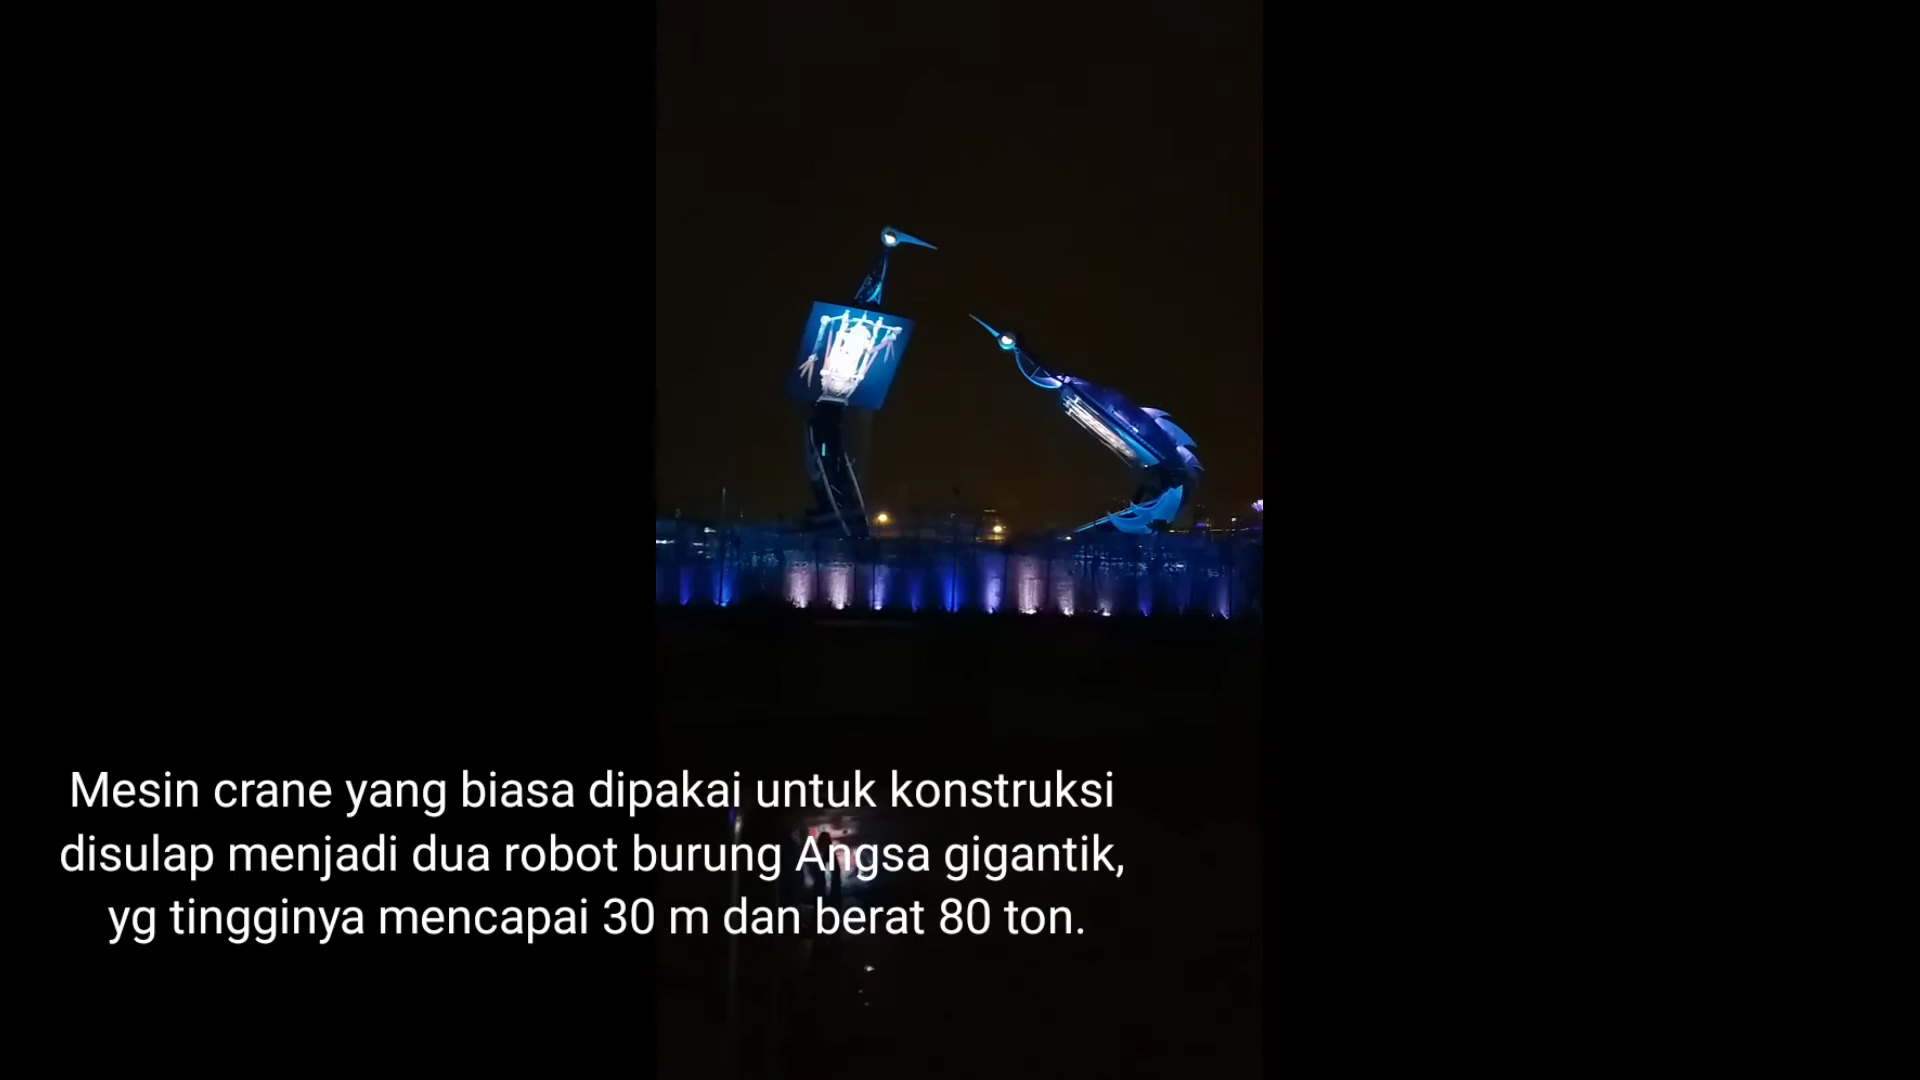 Mesin crane yang biasa dipakai untuk konstruksi
disulap menjadi dua robot burung Angsa gigantik,
yg tingginya mencapai 30 m dan berat 80 ton.